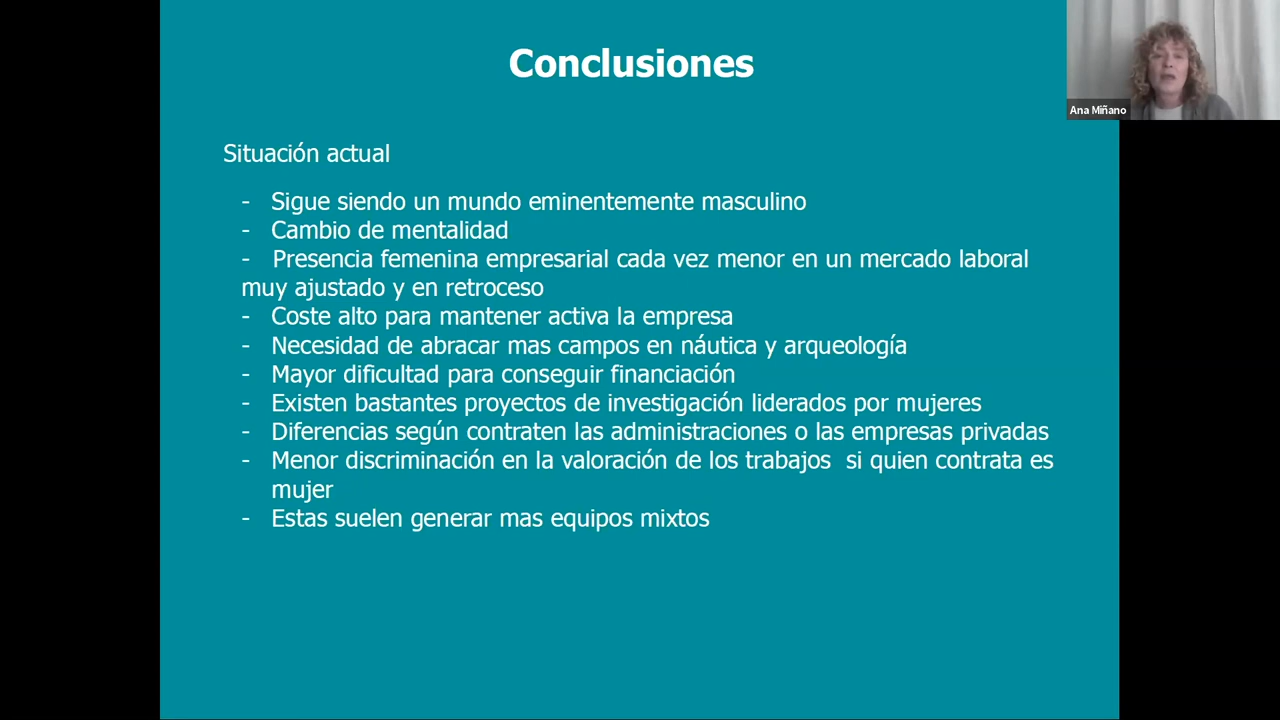 Conclusiones
Ana Miñano
Situación actual
- Sigue siendo un mundo eminentemente masculino
- Cambio de mentalidad
- Presencia femenina empresarial cada vez menor en un mercado laboral
muy ajustado y en retroceso
- Coste alto para mantener activa la empresa
- Necesidad de abracar mas campos en náutica y arqueología
- Mayor dificultad para conseguir financiación
- Existen bastantes proyectos de investigación liderados por mujeres
- Diferencias según contraten las administraciones o las empresas privadas
- Menor discriminación en la valoración de los trabajos  si quien contrata es
mujer
- Estas suelen generar mas equipos mixtos